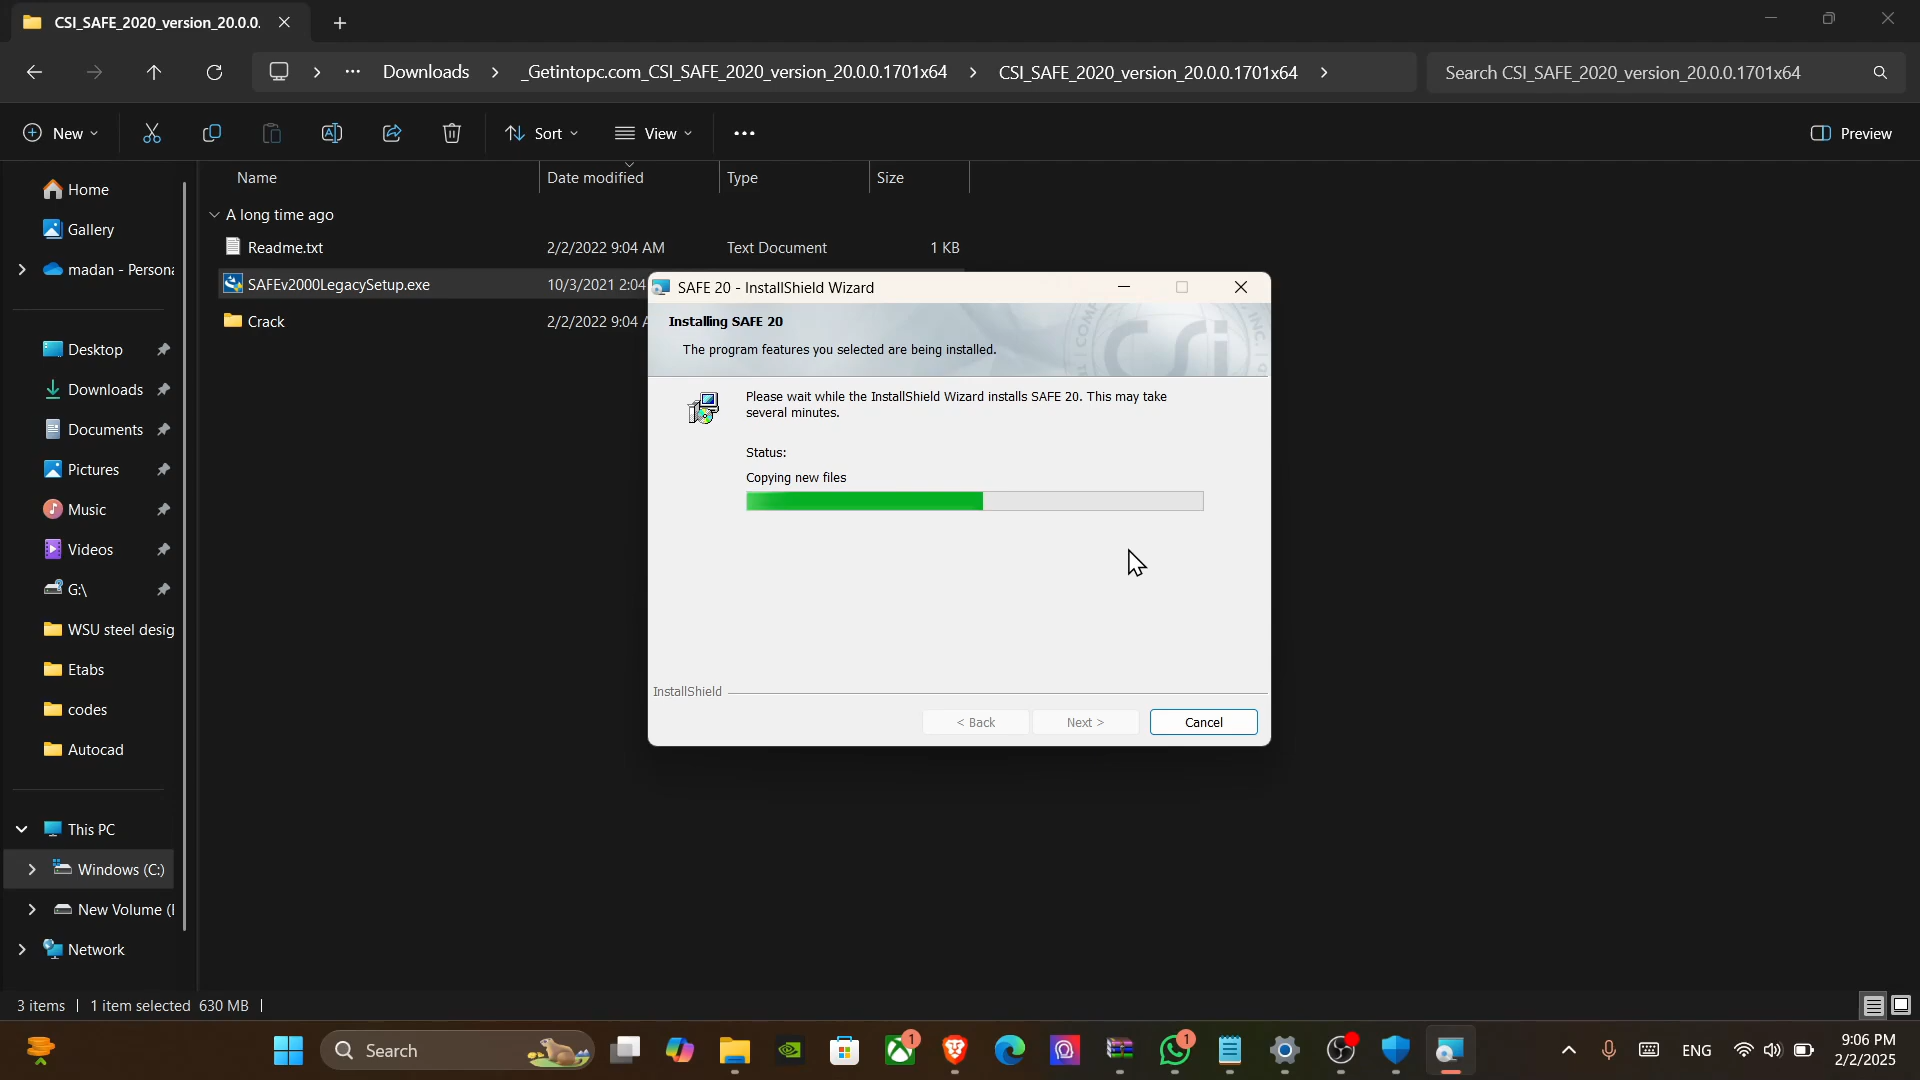 CSI_SAFE_2020_version_20.0.0.
Downloads
_Getintopc.com_CSI_SAFE_2020_version_20.0.0.1701x64
CSI_SAFE_2020_version_20.0.0.1701x64
Search CSI_SAFE_2020_version_20.0.0.1701x64
New
Sort
View
Preview
Name
Date modified
Type
Size
A long time ago
Readme.txt
2/2/2022 9:04 AM
Text Document
1 KB
SAFEv2000LegacySetup.exe
10/3/2021 2:04
Crack
2/2/2022 9:04
Home
Gallery
madan - Persona
Desktop
Downloads
Documents
Pictures
Music
Videos
G:\
WSU steel desig
Etabs
codes
Autocad
This PC
Windows (C:)
New Volume (
Network
SAFE 20 - InstallShield Wizard
Installing SAFE 20
The program features you selected are being installed.
Please wait while the InstallShield Wizard installs SAFE 20. This may take
several minutes.
Status:
Copying new files
InstallShield
< Back
Next >
Cancel
3 items
1 item selected 630 MB
Search
1
1
ENG
9:06 PM
2/2/2025